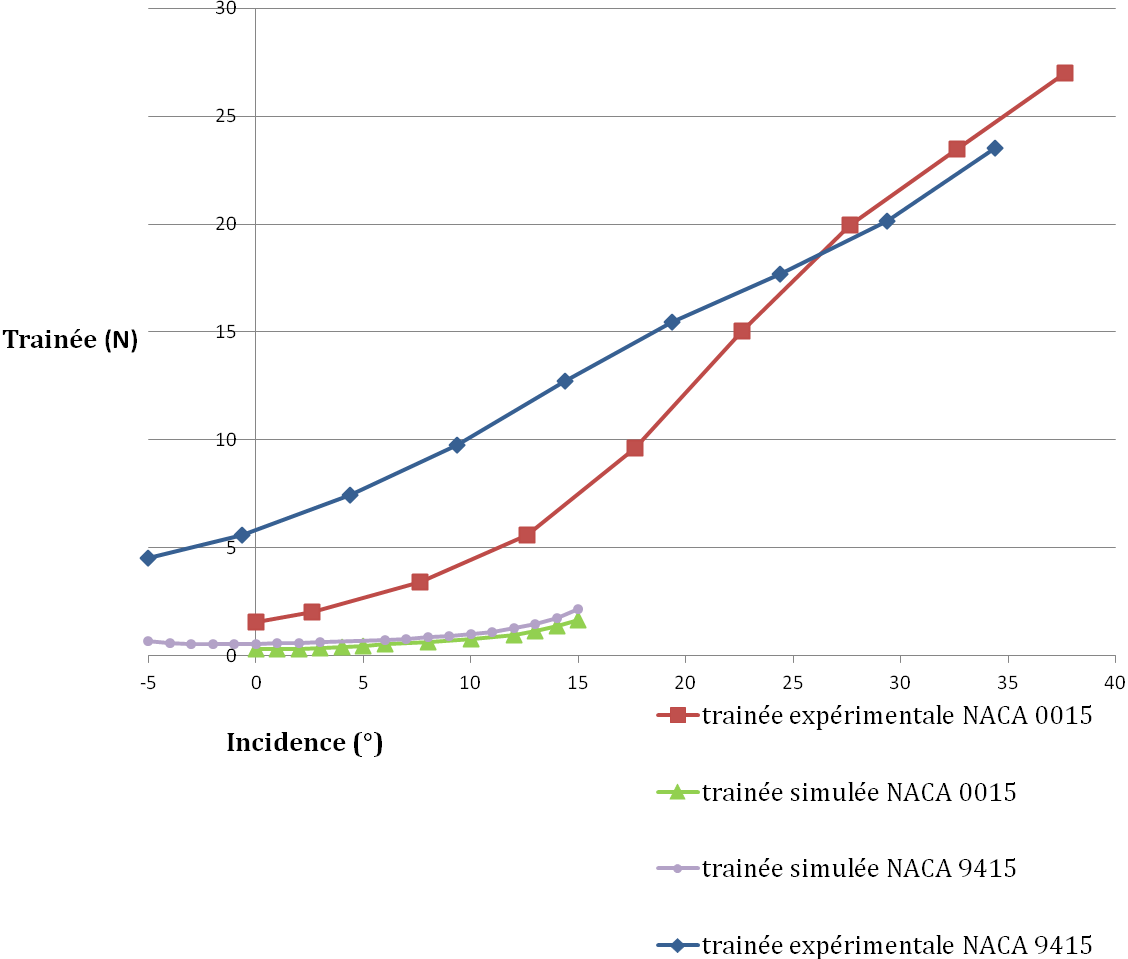 30
25
20
15
Trainée (N)
10
5
0
-5 0 5 10 15 20 25 30 35 40
Incidence (°)
trainée expérimentale NACA 0015
trainée simulée NACA 0015
trainée simulée NACA 9415
trainée expérimentale NACA 9415